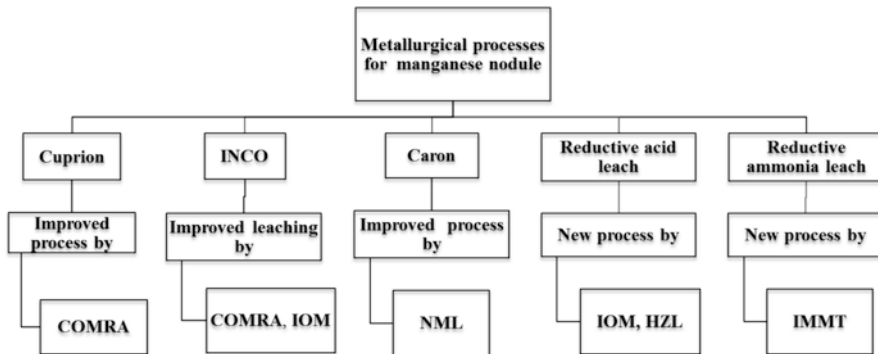 Metallurgical processes
for manganese nodule
Cuprion
INCO
Caron
Reductive acid
leach
Reductive
ammonia leach
Improved
process by
Improved leaching
by
Improved process
by
New process by
New process by
COMRA
COMRA, IOM
NML
IOM, HZL
IMMT